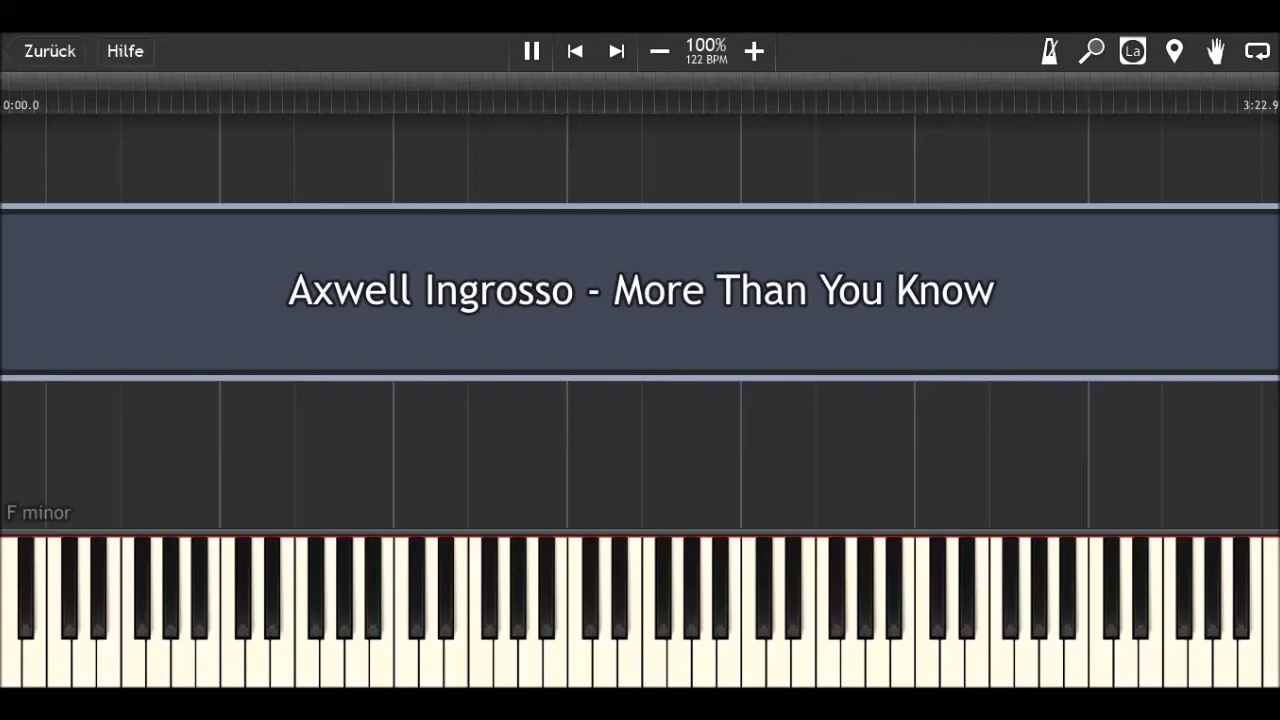 Zurück Hilfe 100% La
122 BPM
0:00.0 3:22.9
Axwell Ingrosso - More Than You Know
F minor